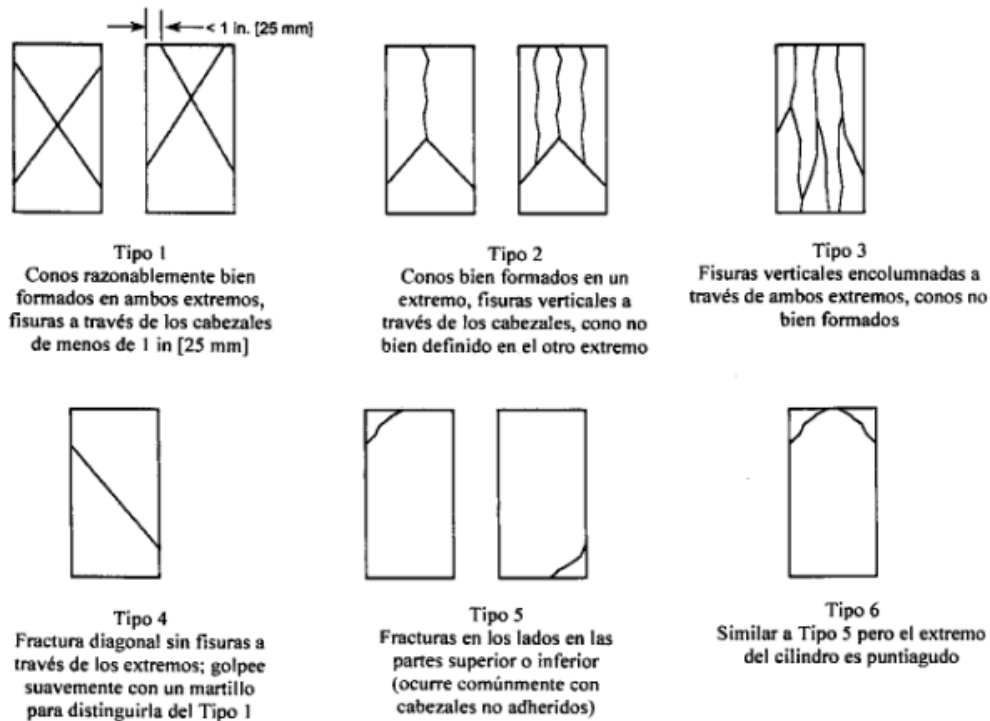 < 1 in. [25 mm]
Tipo 1
Conos razonablemente bien
formados en ambos extremos,
fisuras a través de los cabezales
de menos de 1 in [25 mm]
Tipo 2
Conos bien formados en un
extremo, fisuras verticales a
través de los cabezales, cono no
bien definido en el otro extremo
Tipo 3
Fisuras verticales encolumnadas a
través de ambos extremos, conos no
bien formados
Tipo 4
Fractura diagonal sin fisuras a
través de los extremos; golpee
suavemente con un martillo
para distinguirla del Tipo 1
Tipo 5
Fracturas en los lados en las
partes superior o inferior
(ocurre comúnmente con
cabezales no adheridos)
Tipo 6
Similar a Tipo 5 pero el extremo
del cilindro es puntiagudo